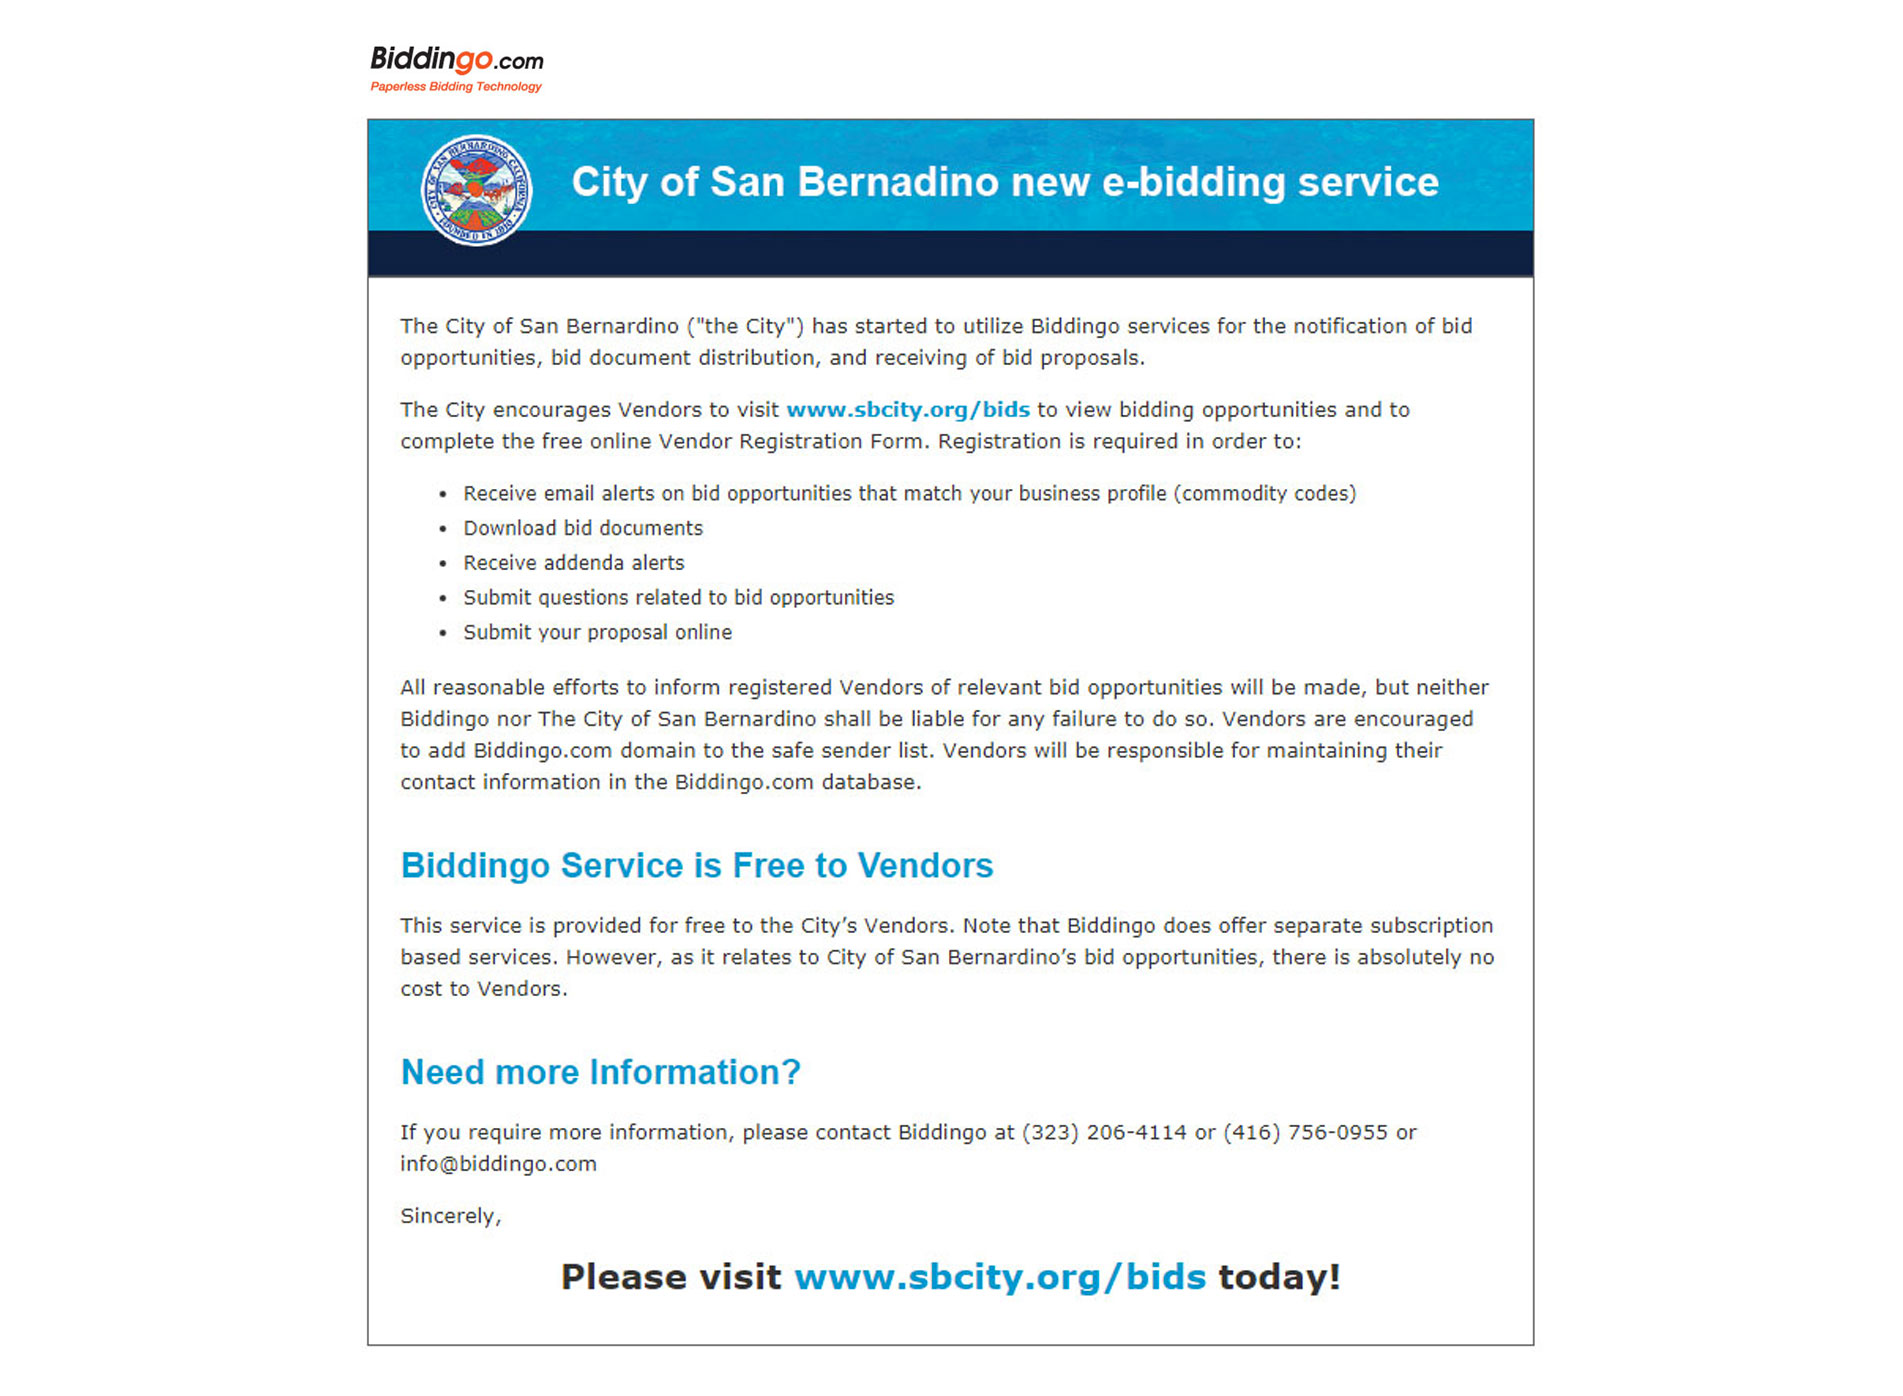 Biddingo.com
Paperless Bidding Technology
CITY OF SAN BERNARDINO, CALIFORNIA
FOUNDED IN 1810
City of San Bernadino new e-bidding service
The City of San Bernardino ("the City") has started to utilize Biddingo services for the notification of bid
opportunities, bid document distribution, and receiving of bid proposals.
The City encourages Vendors to visit www.sbcity.org/bids to view bidding opportunities and to
complete the free online Vendor Registration Form. Registration is required in order to:
• Receive email alerts on bid opportunities that match your business profile (commodity codes)
• Download bid documents
• Receive addenda alerts
• Submit questions related to bid opportunities
• Submit your proposal online
All reasonable efforts to inform registered Vendors of relevant bid opportunities will be made, but neither
Biddingo nor The City of San Bernardino shall be liable for any failure to do so. Vendors are encouraged
to add Biddingo.com domain to the safe sender list. Vendors will be responsible for maintaining their
contact information in the Biddingo.com database.
Biddingo Service is Free to Vendors
This service is provided for free to the City’s Vendors. Note that Biddingo does offer separate subscription
based services. However, as it relates to City of San Bernardino’s bid opportunities, there is absolutely no
cost to Vendors.
Need more Information?
If you require more information, please contact Biddingo at (323) 206-4114 or (416) 756-0955 or
info@biddingo.com
Sincerely,
Please visit www.sbcity.org/bids today!